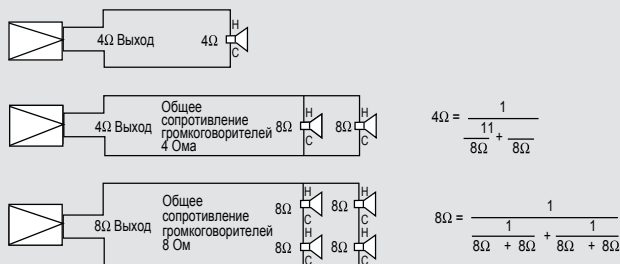 4Ω Выход 4Ω Н С
4Ω Выход
Общее
сопротивление
громкоговорителей
4 Ома
8Ω Н С 8Ω Н С
4Ω = 1
11
8Ω + 8Ω
8Ω Выход
Общее
сопротивление
громкоговорителей
8 Ом
8Ω Н С 8Ω Н С
8Ω Н С 8Ω Н С
8Ω = 1
1 + 1
8Ω + 8Ω 8Ω + 8Ω